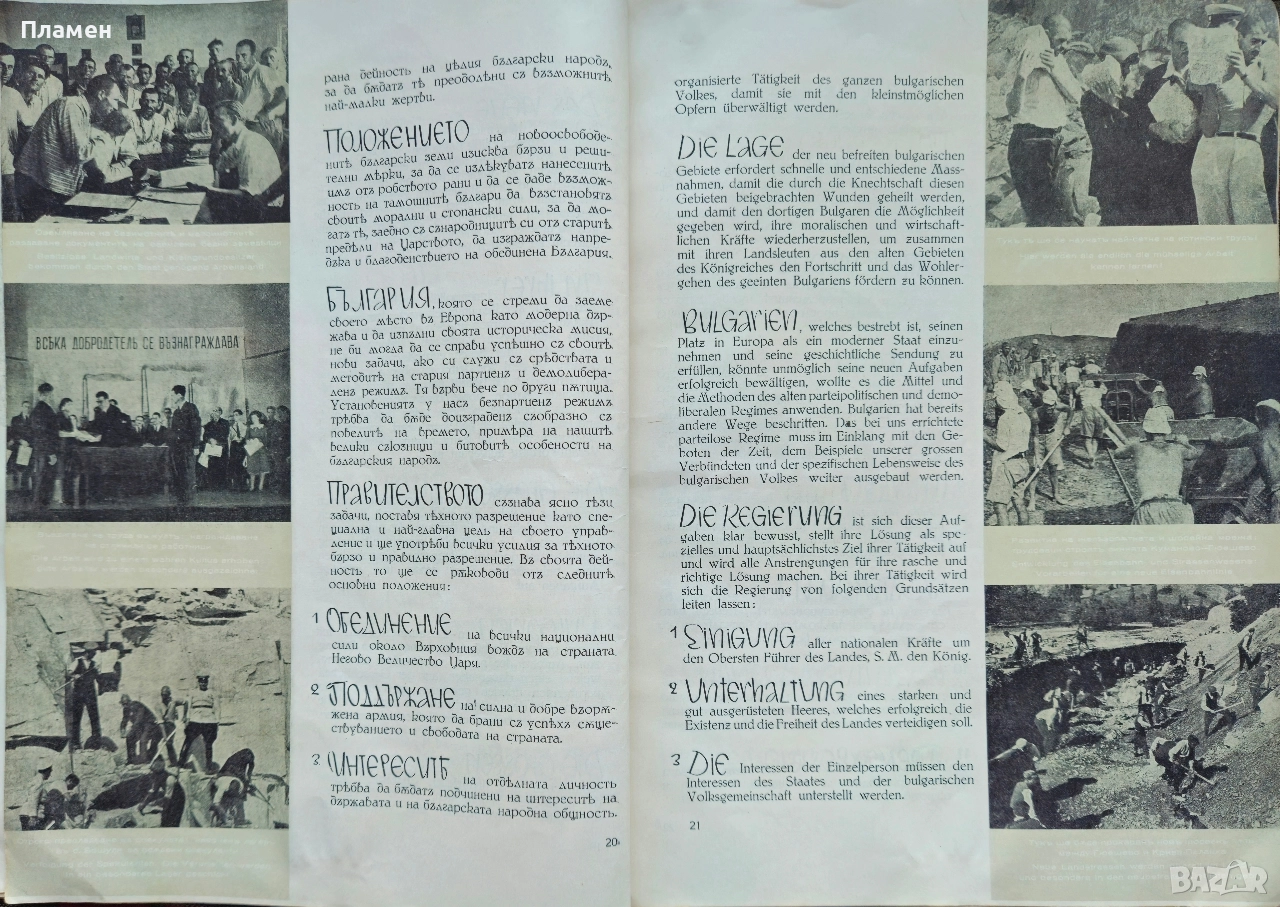 Пламен
ВСѢКА ДОБРОДЕТЕЛЬ СЕ ВЪЗНАГРАЖДАВА
рана дейность на цѣлия български народъ,
за да бѫдатъ тѣ преодолѣни съ възможнитѣ
най-малки жертви.
ПОЛОЖЕНИЕТО на новоосвободе-
нитѣ български земи изисква бързи и реши-
телни мѣрки, за да се излѣкуватъ нанесенитѣ
имъ отъ робството рани и да се даде възмож-
ность на тамошнитѣ българи да възстановятъ
своитѣ морални и стопански сили, за да мо-
гатъ тѣ, заедно съ сънародницитѣ си отъ старитѣ
предѣли на Царството, да изграждатъ напре-
дъка и благоденствието на обединена България.
БЪЛГАРИЯ, която се стреми да заеме
своето мѣсто въ Европа като модерна дър-
жава и да изпълни своята историческа мисия,
не би могла да се справи успѣшно съ своитѣ
нови задачи, ако си служи съ срѣдствата и
методитѣ на стария партиенъ и демолибера-
ленъ режимъ. Тя върви вече по други пѫтища.
Установениятъ у насъ безпартиенъ режимъ
трѣбва да бѫде доизграденъ съобразно съ
повелитѣ на времето, примѣра на нашитѣ
велики съюзници и битовитѣ особености на
българския народъ.
ПРАВИТЕЛСТВОТО съзнава ясно тѣзи
задачи, поставя тѣхното разрешение като спе-
циална и най-главна цель на своето управ-
ление и ще употрѣби всички усилия за тѣхното
бързо и правилно разрешение. Въ своята дей-
ность то ще се рѫководи отъ следнитѣ
основни положения:
1 ОБЕДИНЕНИЕ на всички национални
сили около Върховния вождъ на страната,
Негово Величество Царя.
2 ПОДДЪРЖАНЕ на силна и добре въорѫ-
жена армия, която да брани съ успѣхъ сѫще-
ствуванието и свободата на страната.
3 ИНТЕРЕСИТѢ на отдѣлната личность
трѣбва да бѫдатъ подчинени на интереситѣ на
държавата и на българската народна общность.
20
organisierte Tätigkeit des ganzen bulgarischen
Volkes, damit sie mit den kleinstmöglichen
Opfern überwältigt werden.
DIE LAGE der neu befreiten bulgarischen
Gebiete erfordert schnelle und entschiedene Mass-
nahmen, damit die durch die Knechtschaft diesen
Gebieten beigebrachten Wunden geheilt werden,
und damit den dortigen Bulgaren die Möglichkeit
gegeben wird, ihre moralischen und wirtschaft-
lichen Kräfte wiederherzustellen, um zusammen
mit ihren Landsleuten aus den alten Gebieten
des Königreiches den Fortschritt und das Wohler-
gehen des geeinten Bulgariens fördern zu können.
BULGARIEN, welches bestrebt ist, seinen
Platz in Europa als ein moderner Staat einzu-
nehmen und seine geschichtliche Sendung zu
erfüllen, könnte unmöglich seine neuen Aufgaben
erfolgreich bewältigen, wollte es die Mittel und
die Methoden des alten parteipolitischen und demo-
liberalen Regimes anwenden. Bulgarien hat bereits
andere Wege beschritten. Das bei uns errichtete
parteilose Regime muss im Einklang mit den Ge-
boten der Zeit, dem Beispiele unserer grossen
Verbündeten und der spezifischen Lebensweise des
bulgarischen Volkes weiter ausgebaut werden.
DIE REGIERUNG ist sich dieser Auf-
gaben klar bewusst, stellt ihre Lösung als spe-
zielles und hauptsächlichstes Ziel ihrer Tätigkeit auf
und wird alle Anstrengungen für ihre rasche und
richtige Lösung machen. Bei ihrer Tätigkeit wird
sich die Regierung von folgenden Grundsätzen
leiten lassen:
1 EINIGUNG aller nationalen Kräfte um
den Obersten Führer des Landes, S. M. den König.
2 UNTERHALTUNG eines starken und
gut ausgerüsteten Heeres, welches erfolgreich die
Existenz und die Freiheit des Landes verteidigen soll.
3 DIE Interessen der Einzelperson müssen den
Interessen des Staates und der bulgarischen
Volksgemeinschaft unterstellt werden.
21
BAZAR